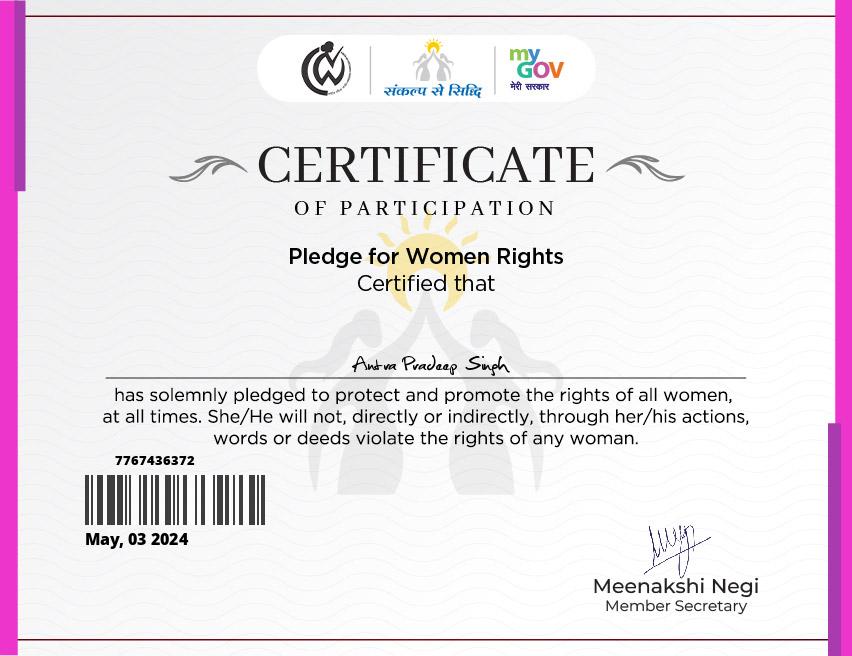 संकल्प से सिद्धि
my
GOV
मेरी सरकार
CERTIFICATE
OF PARTICIPATION
Pledge for Women Rights
Certified that
Antra Pradeep Singh
has solemnly pledged to protect and promote the rights of all women,
at all times. She/He will not, directly or indirectly, through her/his actions,
words or deeds violate the rights of any woman.
7767436372
May, 03 2024
Meenakshi Negi
Member Secretary